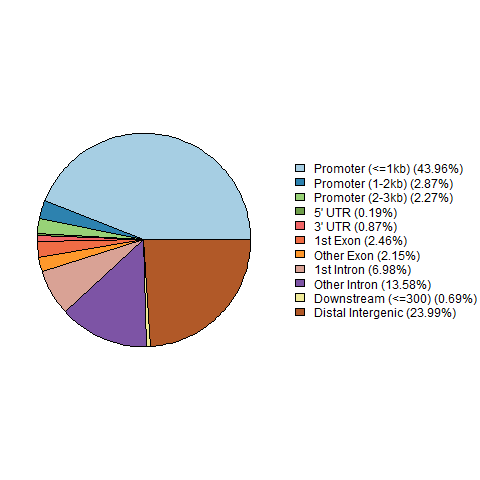 Promoter (<=1kb) (43.96%)
Promoter (1-2kb) (2.87%)
Promoter (2-3kb) (2.27%)
5' UTR (0.19%)
3' UTR (0.87%)
1st Exon (2.46%)
Other Exon (2.15%)
1st Intron (6.98%)
Other Intron (13.58%)
Downstream (<=300) (0.69%)
Distal Intergenic (23.99%)